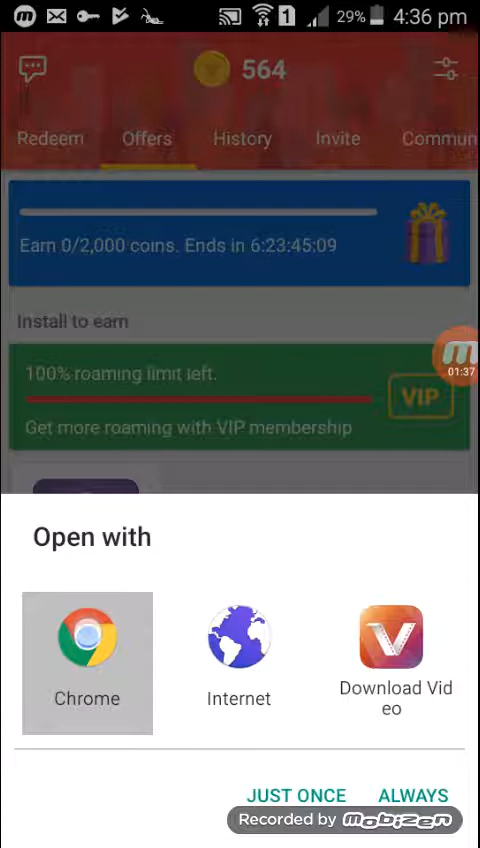 1
29%
4:36 pm
564
Redeem
Offers
History
Invite
Commun
Earn 0/2,000 coins. Ends in 6:23:45:09
Install to earn
100% roaming limit left.
VIP
Get more roaming with VIP membership
01:37
Open with
Chrome
Internet
Download Vid
eo
JUST ONCE
ALWAYS
Recorded by mobizen